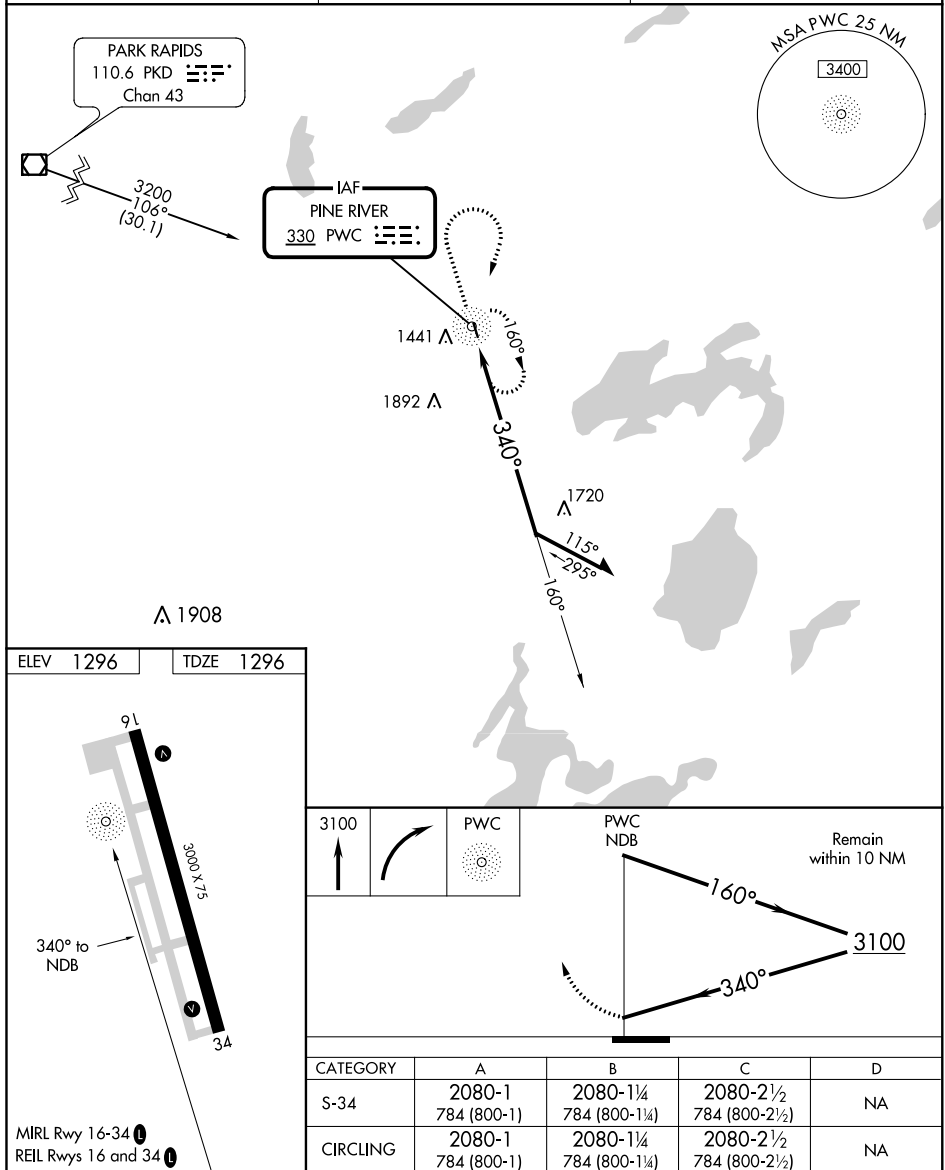 PARK RAPIDS
110.6 PKD
Chan 43
MSA PWC 25 NM
3400
3200
106°
(30.1)
IAF
PINE RIVER
330 PWC
1441
160°
1892
340°
1720
115°
295°
160°
1908
ELEV 1296
TDZE 1296
16
V
3000 X 75
340° to
NDB
V
34
MIRL Rwy 16-34 L
REIL Rwys 16 and 34 L
3100
PWC
PWC
NDB
Remain
within 10 NM
160°
3100
340°
CATEGORY A B C D
S-34 2080-1 2080-1¼ 2080-2½ NA
784 (800-1) 784 (800-1¼) 784 (800-2½)
CIRCLING 2080-1 2080-1¼ 2080-2½ NA
784 (800-1) 784 (800-1¼) 784 (800-2½)